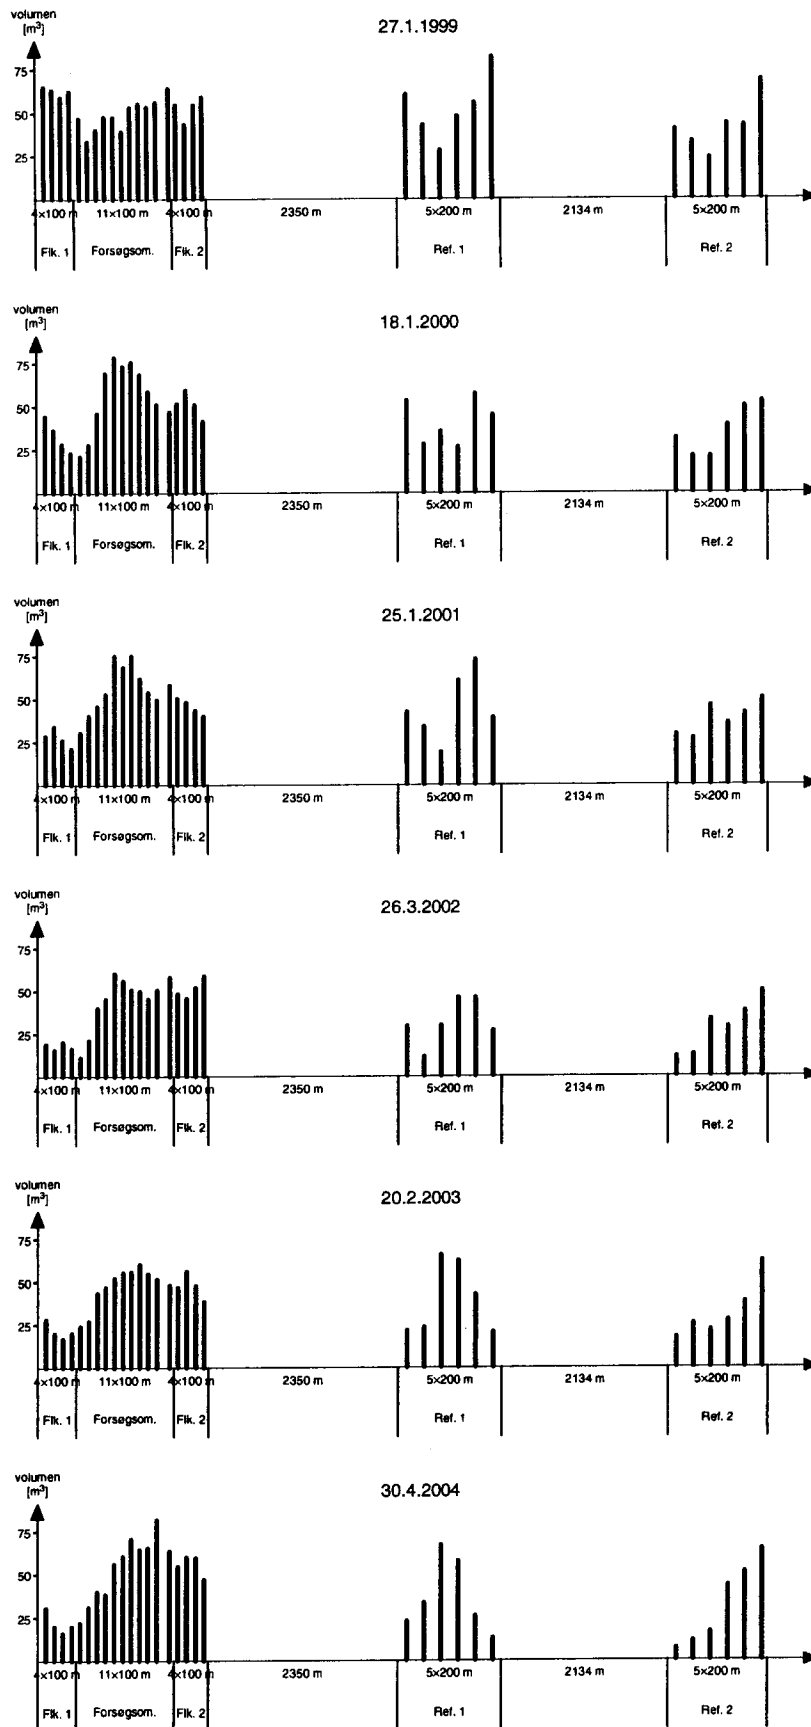 volumen
[m³]
27.1.1999
75
50
25
4×100 m 11×100 m 4×100 m 2350 m 5×200 m 2134 m 5×200 m
Flk. 1 Forsøgsom. Flk. 2 Ref. 1 Ref. 2
volumen
[m³]
18.1.2000
75
50
25
4×100 m 11×100 m 4×100 m 2350 m 5×200 m 2134 m 5×200 m
Flk. 1 Forsøgsom. Flk. 2 Ref. 1 Ref. 2
volumen
[m³]
25.1.2001
75
50
25
4×100 m 11×100 m 4×100 m 2350 m 5×200 m 2134 m 5×200 m
Flk. 1 Forsøgsom. Flk. 2 Ref. 1 Ref. 2
volumen
[m³]
26.3.2002
75
50
25
4×100 m 11×100 m 4×100 m 2350 m 5×200 m 2134 m 5×200 m
Flk. 1 Forsøgsom. Flk. 2 Ref. 1 Ref. 2
volumen
[m³]
20.2.2003
75
50
25
4×100 m 11×100 m 4×100 m 2350 m 5×200 m 2134 m 5×200 m
Flk. 1 Forsøgsom. Flk. 2 Ref. 1 Ref. 2
volumen
[m³]
30.4.2004
75
50
25
4×100 m 11×100 m 4×100 m 2350 m 5×200 m 2134 m 5×200 m
Flk. 1 Forsøgsom. Flk. 2 Ref. 1 Ref. 2